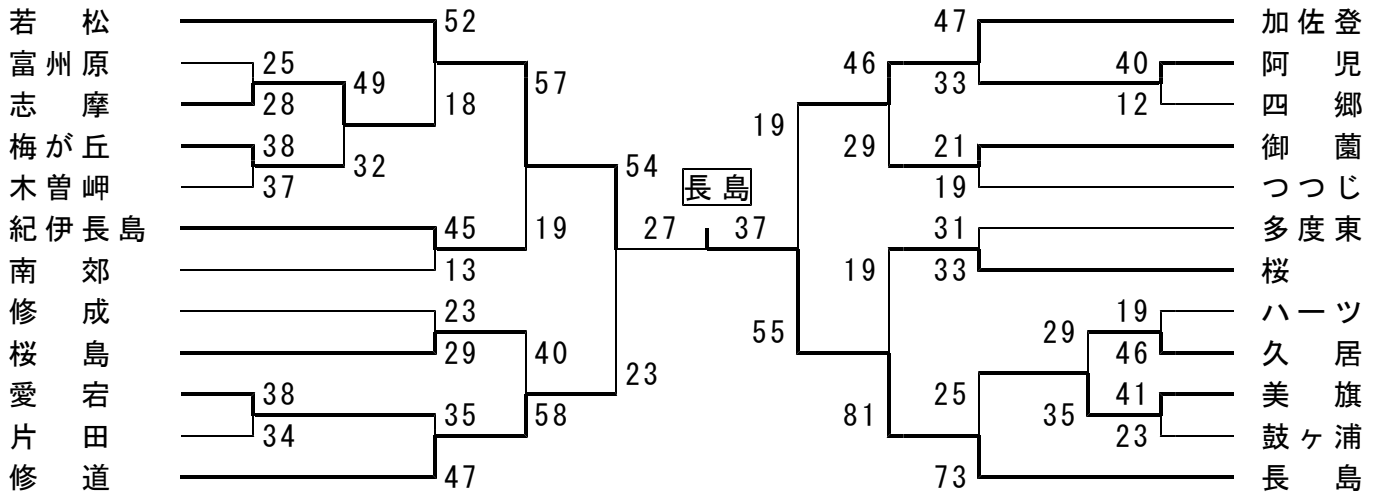 若松 52 47 加佐登
富州原 25 49 57 46 33 40 阿児
志摩 28 18 12 四郷
梅が丘 38 32 54 19 29 21 御薗
木曽岬 37 長島 19 つつじ
紀伊長島 45 19 27 37 31 多度東
南郊 13 19 33 桜
修成 23 55 29 19 ハーツ
桜島 29 40 23 46 久居
愛宕 38 25 41 美旗
片田 34 35 58 81 35 23 鼓ヶ浦
修道 47 73 長島